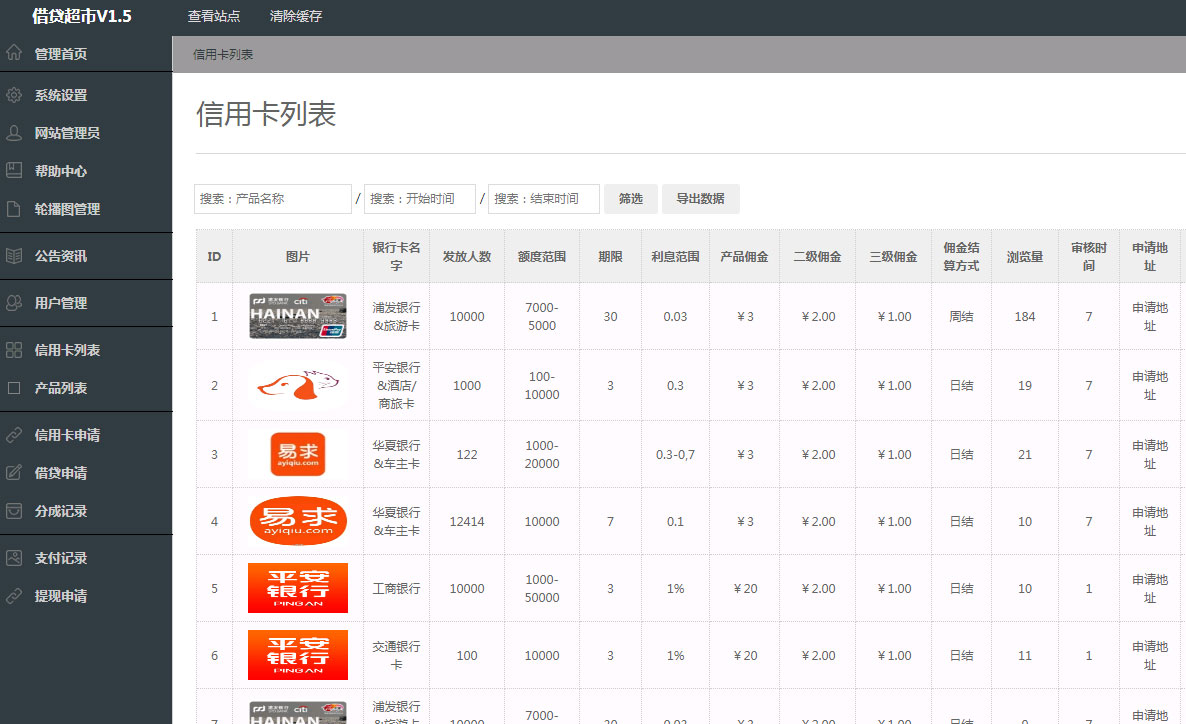 借贷超市V1.5
查看站点
清除缓存
管理首页
系统设置
网站管理员
帮助中心
轮播图管理
公告资讯
用户管理
信用卡列表
产品列表
信用卡申请
借贷申请
分成记录
支付记录
提现申请
信用卡列表
信用卡列表
搜索：产品名称 / 搜索：开始时间 / 搜索：结束时间 筛选 导出数据
ID 图片 银行卡名 发放人数 额度范围 期限 利息范围 产品佣金 二级佣金 三级佣金 佣金结 浏览量 审核时 申请地
字 算方式 间 址
1 浦发银行 citi HAINAN 浦发银行 10000 7000- 30 0.03 ￥3 ￥2.00 ￥1.00 周结 184 7 申请地
&旅游卡 5000 址
2 平安银行 1000 100- 3 0.3 ￥3 ￥2.00 ￥1.00 日结 19 7 申请地
&酒店/ 10000 址
商旅卡
3 易求 华夏银行 122 1000- 0.3-0,7 ￥3 ￥2.00 ￥1.00 日结 21 7 申请地
ayiqiu.com &车主卡 20000 址
4 易求 华夏银行 12414 10000 7 0.1 ￥3 ￥2.00 ￥1.00 日结 10 7 申请地
ayiqiu.com &车主卡 址
5 平安 工商银行 10000 1000- 3 1% ￥20 ￥2.00 ￥1.00 日结 10 1 申请地
银行 50000 址
PINGAN
6 平安 交通银行 100 10000 3 1% ￥20 ￥2.00 ￥1.00 日结 11 1 申请地
银行 卡 址
PINGAN
7 浦发银行 citi HAINAN 浦发银行 10000 7000- 30 0.03 ￥3 ￥2.00 ￥1.00 日结 9 7 申请地
&旅游卡